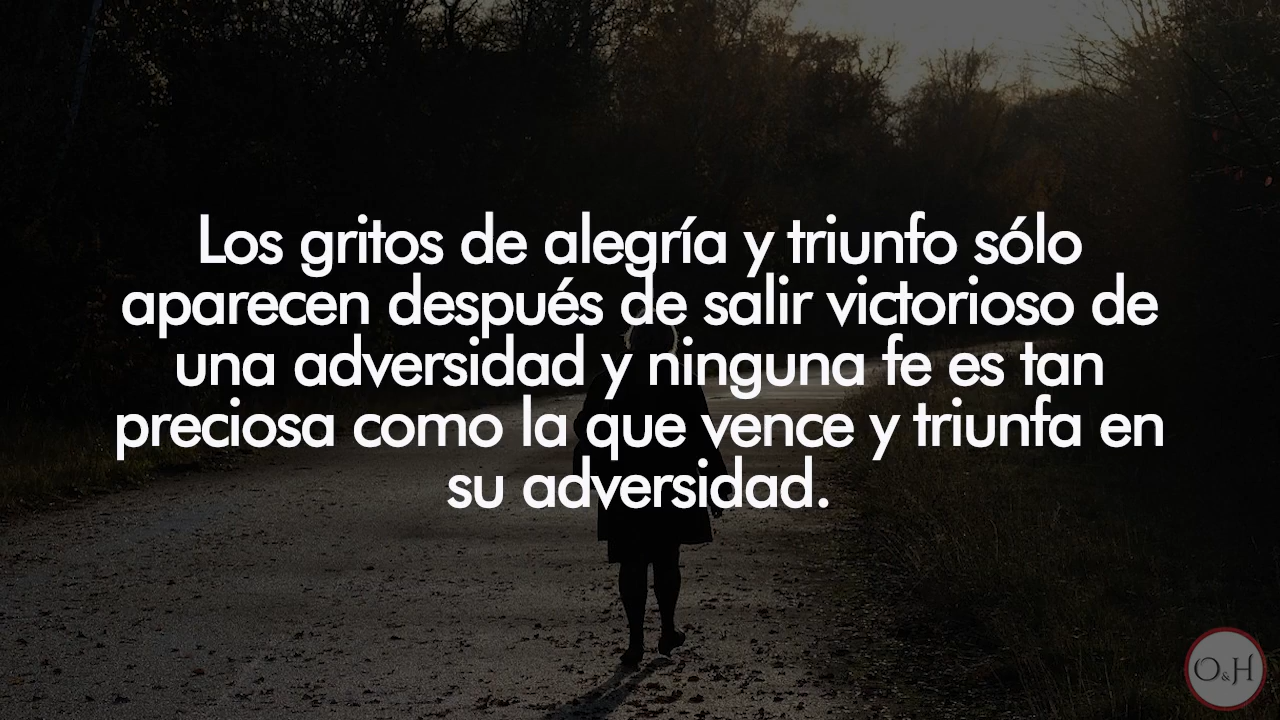 Los gritos de alegría y triunfo sólo
aparecen después de salir victorioso de
una adversidad y ninguna fe es tan
preciosa como la que vence y triunfa en
su adversidad.
O&H